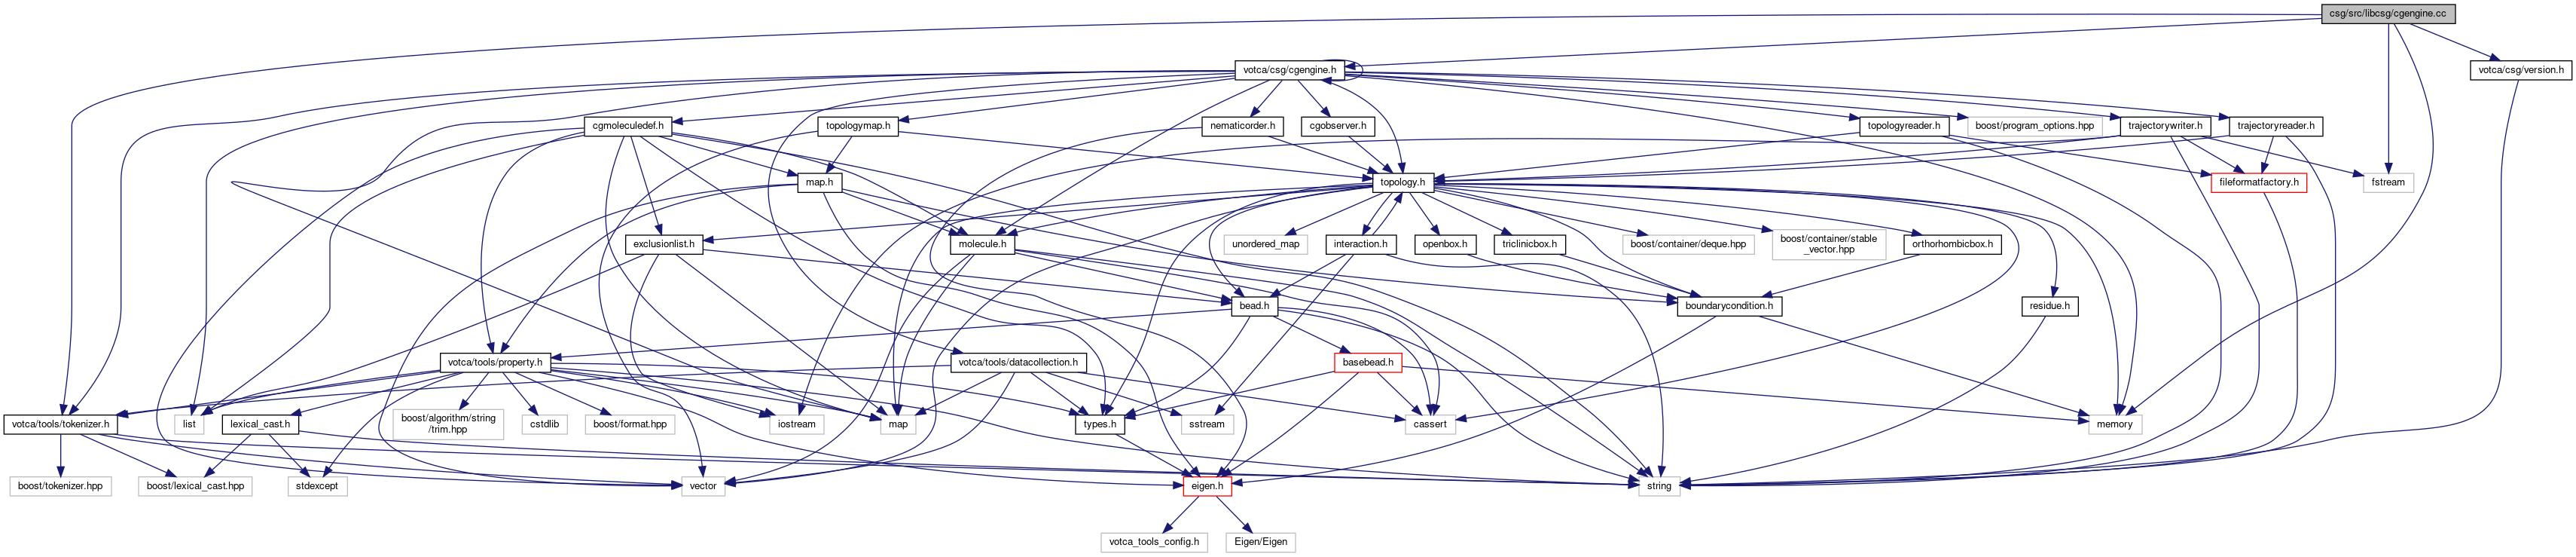 csg/src/libcsg/cgengine.cc
votca/csg/cgengine.h
votca/csg/version.h
cgmoleculedef.h
topologymap.h
nematicorder.h
cgobserver.h
topologyreader.h
boost/program_options.hpp
trajectorywriter.h
trajectoryreader.h
map.h
topology.h
fileformatfactory.h
fstream
exclusionlist.h
molecule.h
unordered_map
interaction.h
openbox.h
triclinicbox.h
boost/container/deque.hpp
boost/container/stable
_vector.hpp
orthorhombicbox.h
bead.h
boundarycondition.h
residue.h
votca/tools/property.h
votca/tools/datacollection.h
basebead.h
votca/tools/tokenizer.h
list
lexical_cast.h
boost/algorithm/string
/trim.hpp
cstdlib
boost/format.hpp
iostream
map
types.h
sstream
cassert
memory
boost/tokenizer.hpp
boost/lexical_cast.hpp
stdexcept
vector
eigen.h
string
votca_tools_config.h
Eigen/Eigen